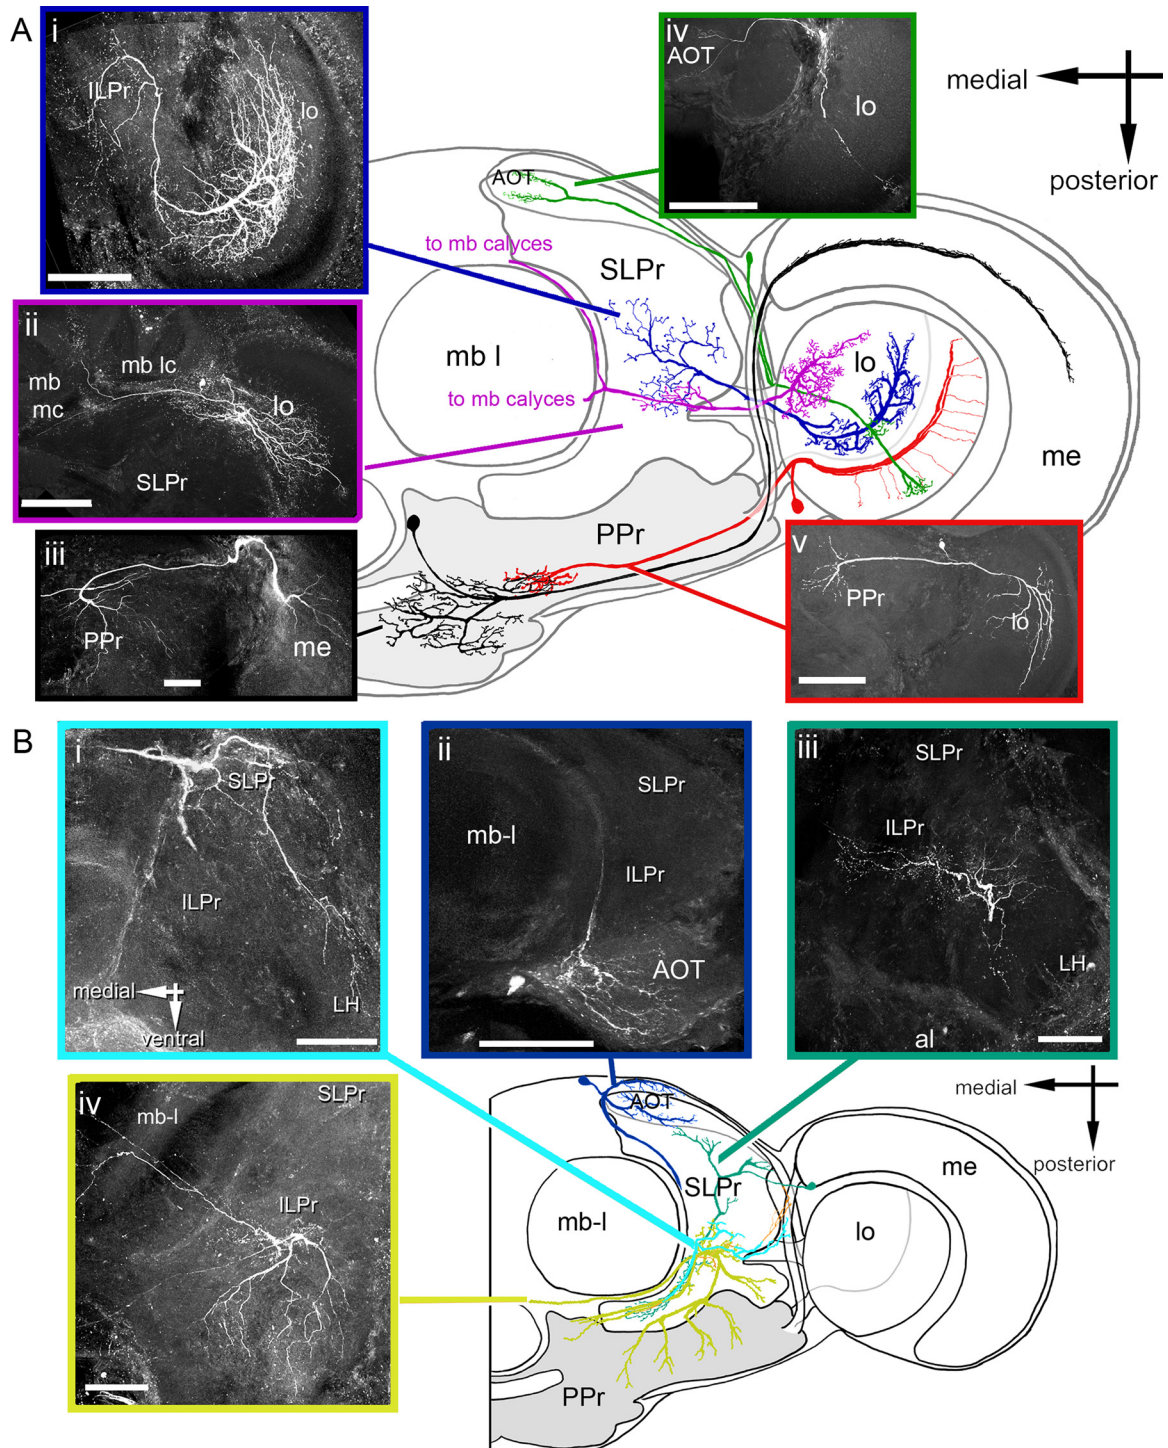 A
i
ILPr
lo
iv
AOT
lo
medial
posterior
AOT
to mb calyces
SLPr
ii
mb lc
mb
mc
lo
SLPr
mb l
to mb calyces
lo
me
PPr
iii
PPr
me
v
PPr
lo
B
i
SLPr
ILPr
medial
LH
ventral
ii
SLPr
mb-l
ILPr
AOT
iii
SLPr
ILPr
LH
al
iv
SLPr
mb-l
ILPr
medial
posterior
AOT
me
SLPr
mb-l
lo
PPr